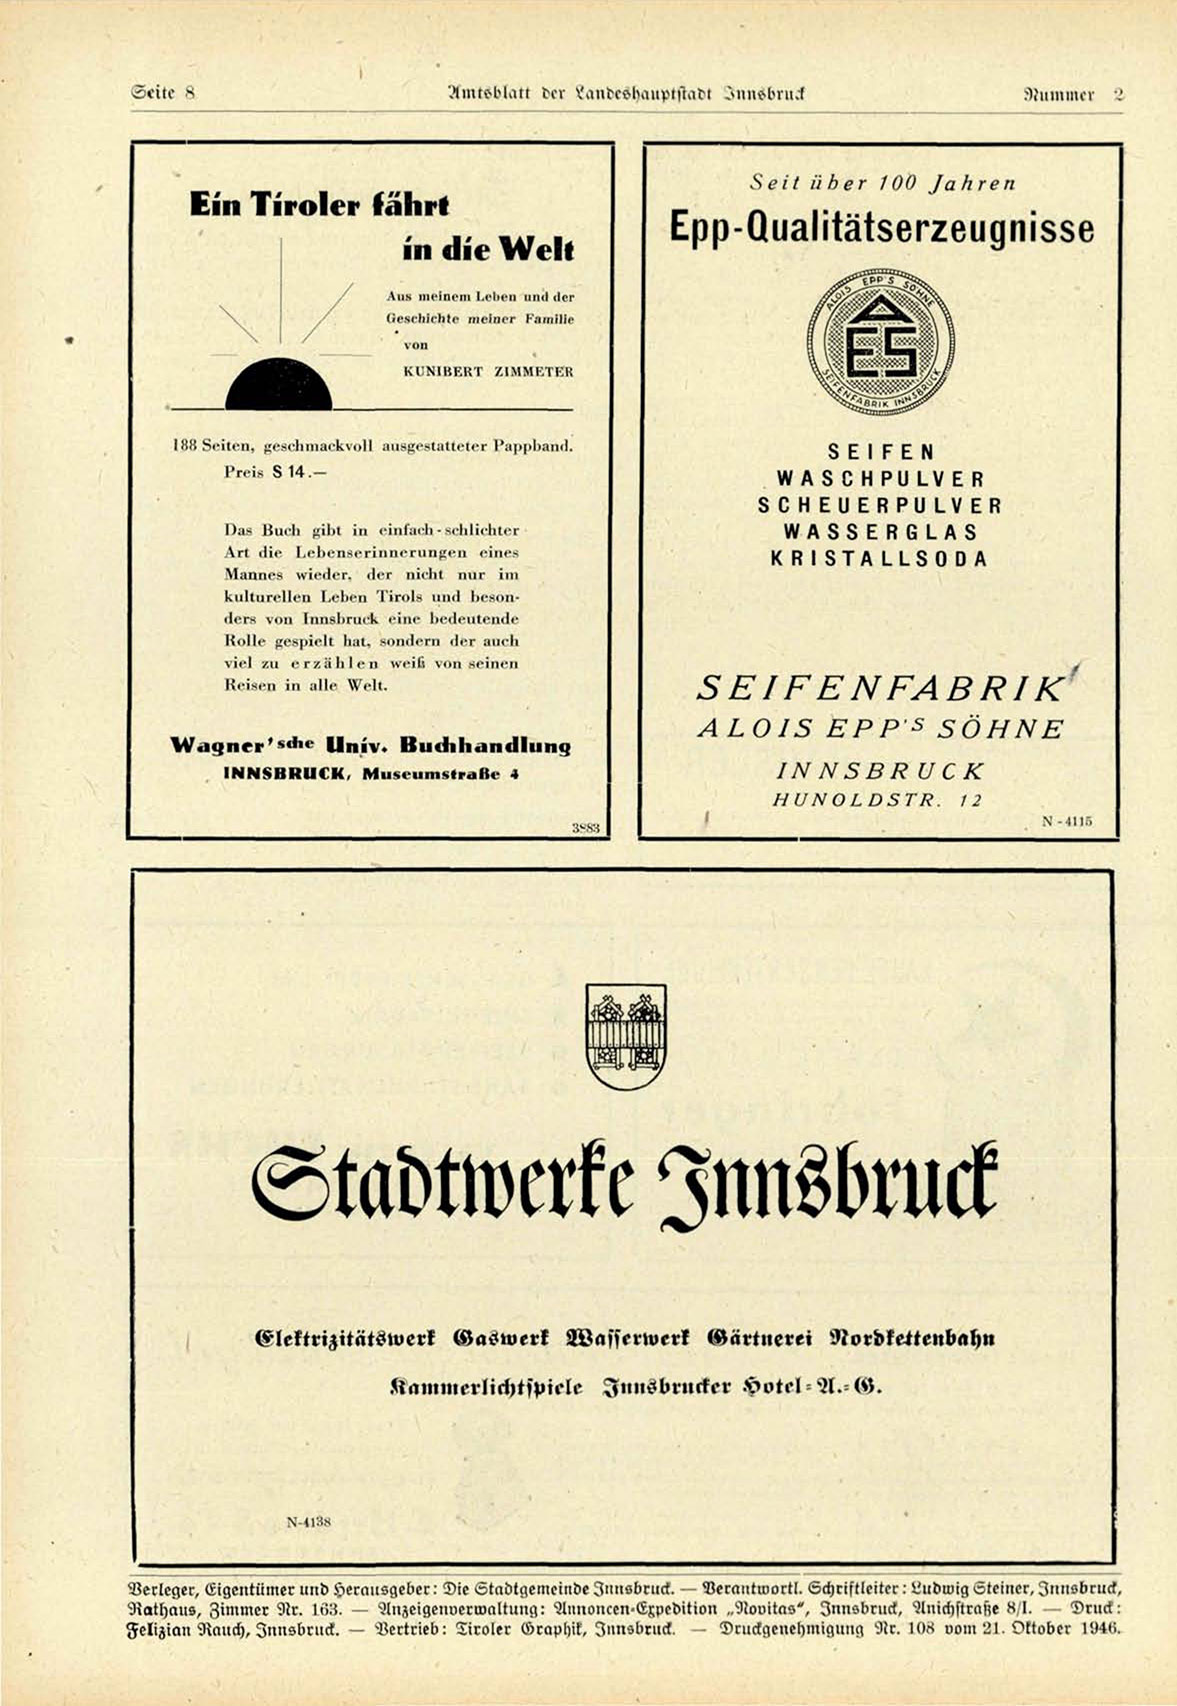 Seite 8
Amtsblatt der Landeshauptstadt Innsbruck
Nummer 2
Ein Tiroler fährt
in die Welt
Aus meinem Leben und der
Geschichte meiner Familie
von
KUNIBERT ZIMMETER
188 Seiten, geschmackvoll ausgestatteter Pappband.
Preis S 14.—
Das Buch gibt in einfach-schlichter
Art die Lebenserinnerungen eines
Mannes wieder, der nicht nur im
kulturellen Leben Tirols und beson-
ders von Innsbruck eine bedeutende
Rolle gespielt hat, sondern der auch
viel zu erzählen weiß von seinen
Reisen in alle Welt.
Wagner'sche Univ. Buchhandlung
INNSBRUCK, Museumstraße 4
3883
Seit über 100 Jahren
Epp-Qualitätserzeugnisse
ALOIS EPP'S SÖHNE
AES
SEIFENFABRIK INNSBRUCK
SEIFEN
WASCHPULVER
SCHEUERPULVER
WASSERGLAS
KRISTALLSODA
SEIFENFABRIK
ALOIS EPP'S SÖHNE
INNSBRUCK
HUNOLDSTR. 12
N-4115
Stadtwerke Innsbruck
Elektrizitätswerk Gaswerk Wasserwerk Gärtnerei Nordkettenbahn
Kammerlichtspiele Innsbrucker Hotel-A.-G.
N-4138
Verleger, Eigentümer und Herausgeber: Die Stadtgemeinde Innsbruck. — Verantwortl. Schriftleiter: Ludwig Steiner, Innsbruck,
Rathaus, Zimmer Nr. 163. — Anzeigenverwaltung: Annoncen-Expedition „Novitas“, Innsbruck, Anichstraße 8/I. — Druck:
Felizian Rauch, Innsbruck. — Vertrieb: Tiroler Graphik, Innsbruck. — Druckgenehmigung Nr. 108 vom 21. Oktober 1946.